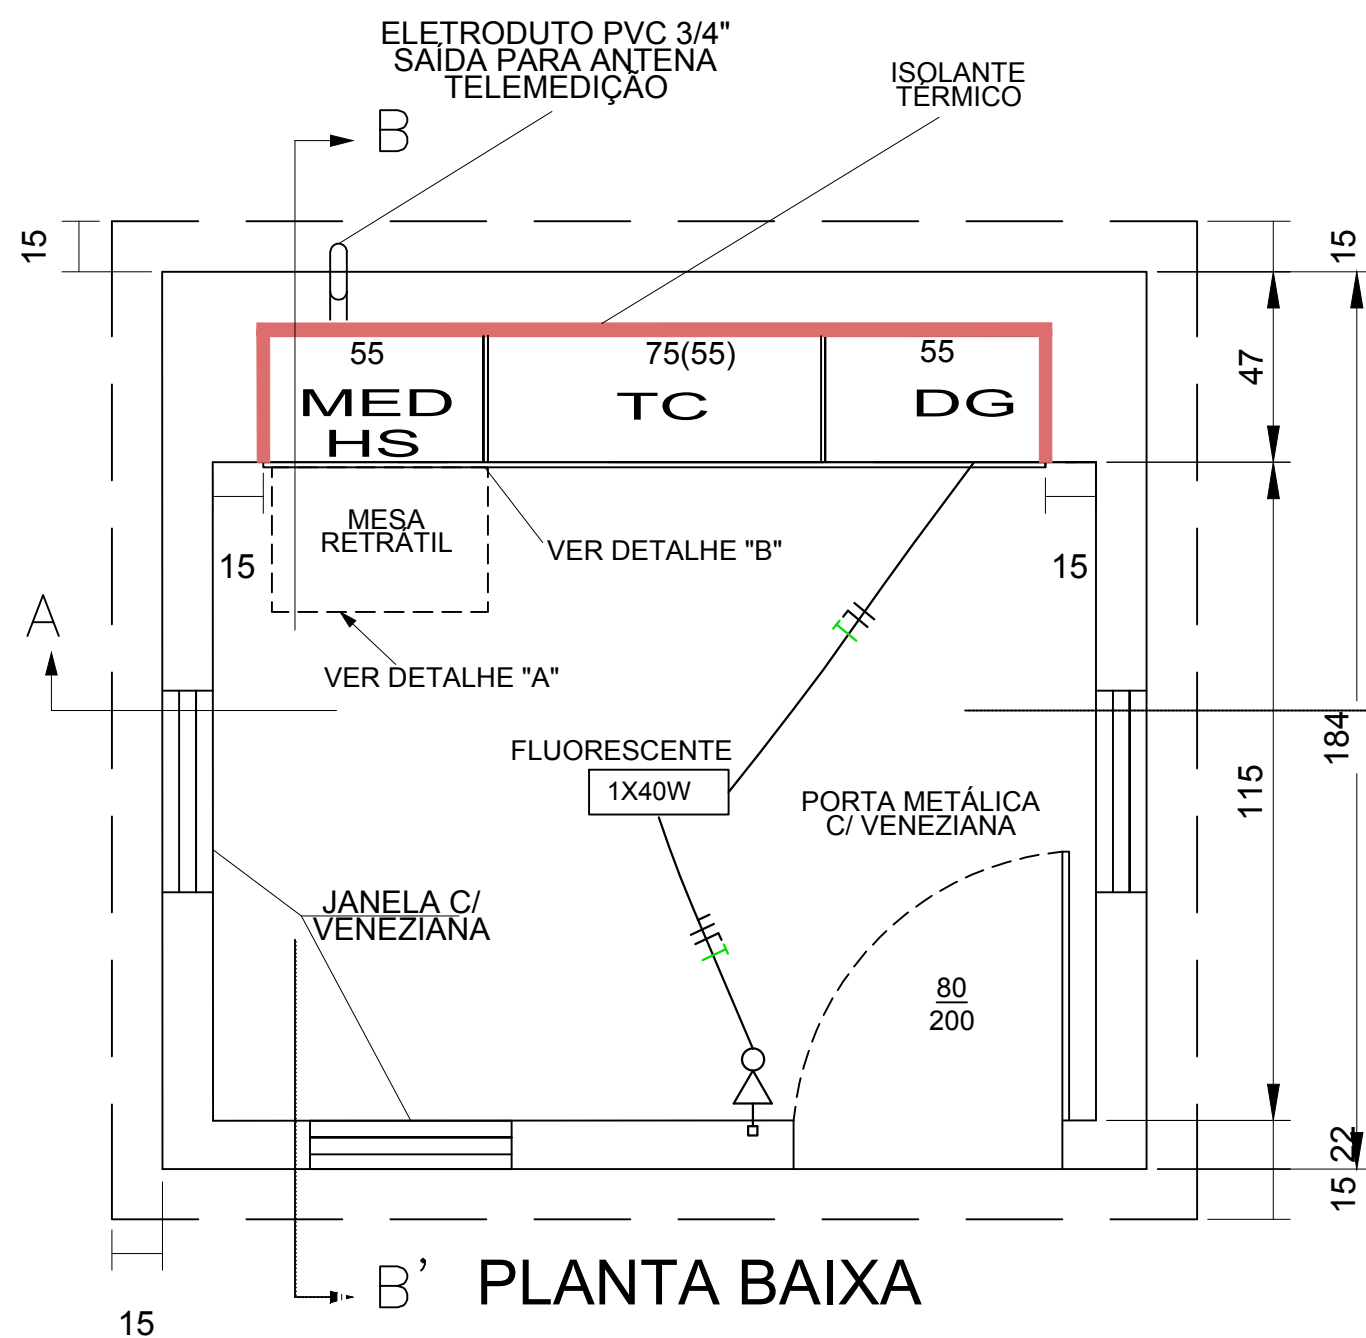 ELETRODUTO PVC 3/4"
SAÍDA PARA ANTENA
TELEMEDIÇÃO
ISOLANTE
TÉRMICO
B
15
15
55
75(55)
55
MED
HS
TC
DG
47
MESA
RETRÁTIL
VER DETALHE "B"
15
15
A
VER DETALHE "A"
FLUORESCENTE
1X40W
PORTA METÁLICA
C/ VENEZIANA
184
115
JANELA C/
VENEZIANA
80
200
22
15
B’
PLANTA BAIXA
15